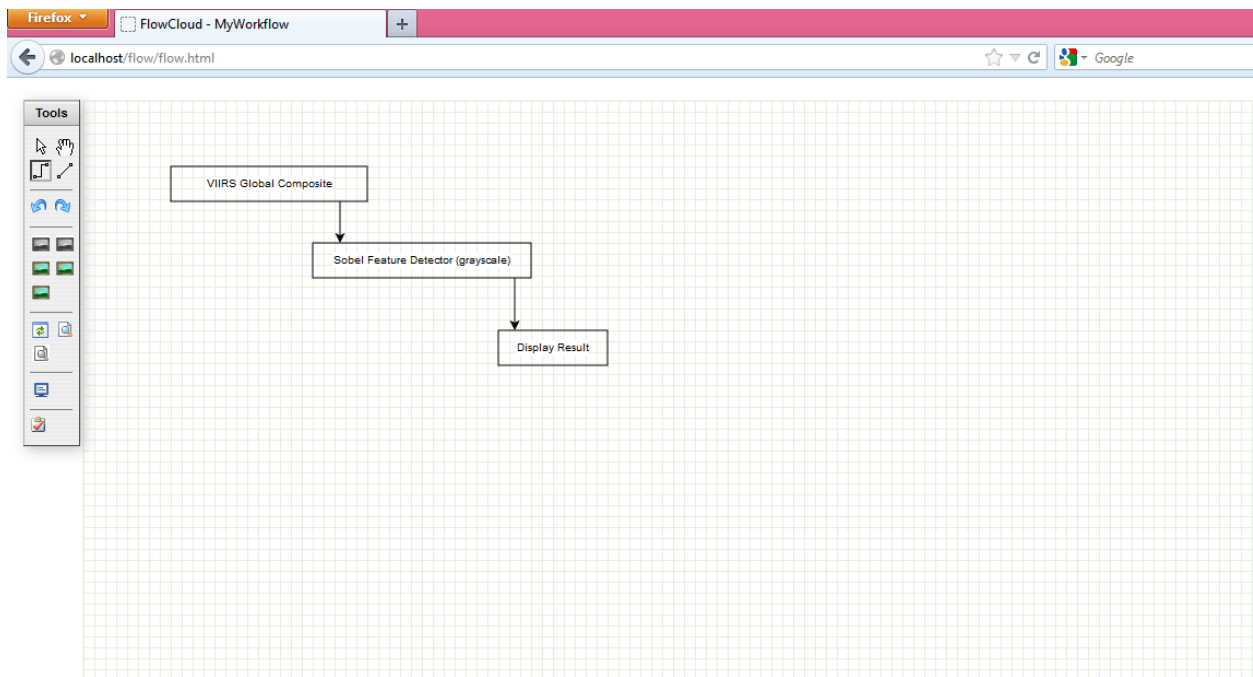 Firefox
FlowCloud - MyWorkflow
localhost/flow/flow.html
Google
Tools
VIIRS Global Composite
Sobel Feature Detector (grayscale)
Display Result